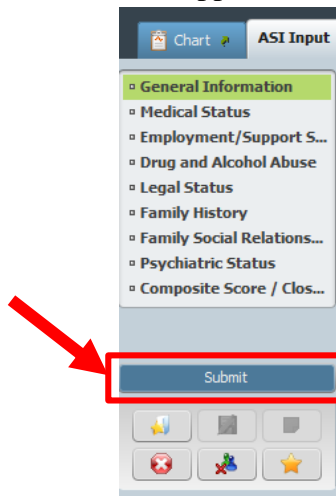 Chart
ASI Input
General Information
Medical Status
Employment/Support S...
Drug and Alcohol Abuse
Legal Status
Family History
Family Social Relations...
Psychiatric Status
Composite Score / Clos...
Submit